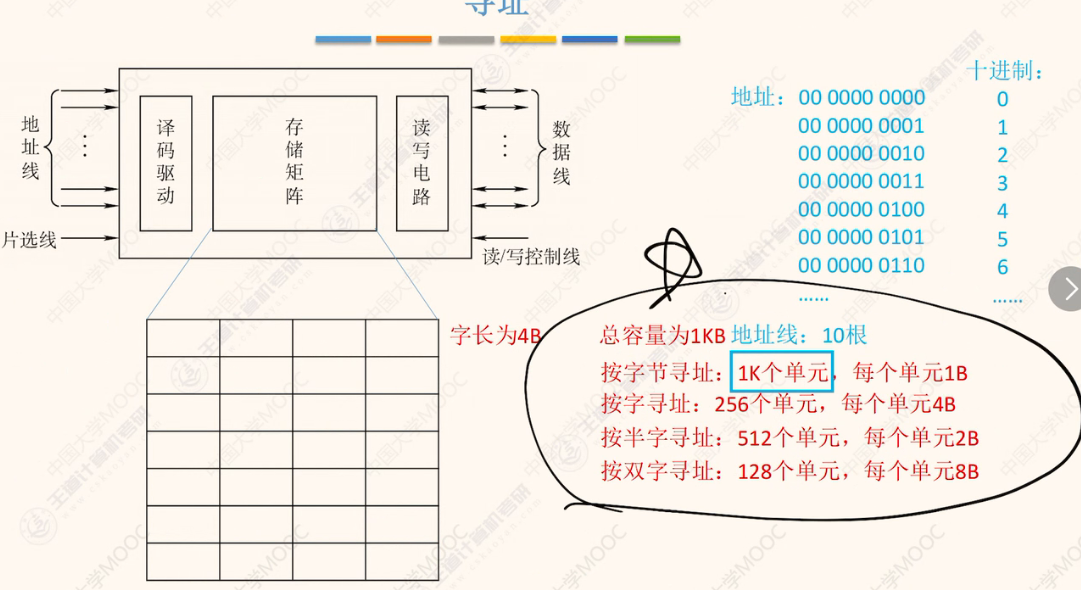 寻址
地址线
译码驱动
存储矩阵
读写电路
数据线
片选线
读/写控制线
十进制：
地址： 00 0000 0000 0
00 0000 0001 1
00 0000 0010 2
00 0000 0011 3
00 0000 0100 4
00 0000 0101 5
00 0000 0110 6
…… ……
字长为4B
总容量为1KB 地址线：10根
按字节寻址：1K个单元，每个单元1B
按字寻址：256个单元，每个单元4B
按半字寻址：512个单元，每个单元2B
按双字寻址：128个单元，每个单元8B
中国大学MOOC
王道计算机考研